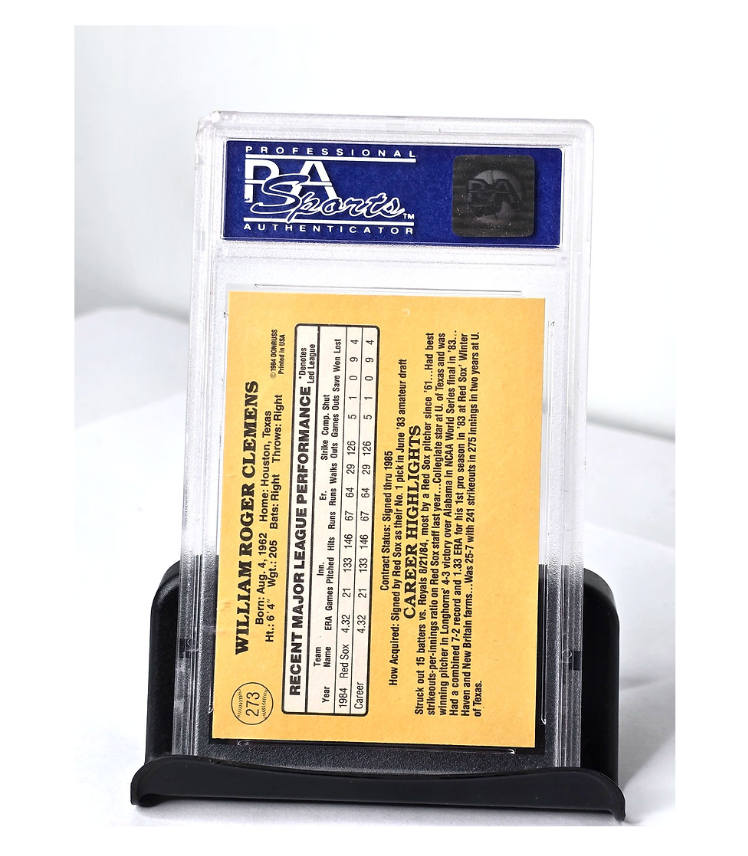 PROFESSIONAL
PSA
Sports™
AUTHENTICATOR
PSA
273
WILLIAM ROGER CLEMENS
Born: Aug. 4, 1962 Home: Houston, Texas
Ht.: 6'4" Wgt.: 205 Bats: Right Throws: Right
©1984 DONRUSS
Printed in USA
RECENT MAJOR LEAGUE PERFORMANCE *Denotes Led League
Year Team Name ERA Games Inn. Pitched Hits Runs Er. Runs Walks Strike Outs Comp. Games Shut Outs Save Won Lost
1984 Red Sox 4.32 21 133 146 67 64 29 126 5 1 0 9 4
Career 4.32 21 133 146 67 64 29 126 5 1 0 9 4
Contract Status: Signed thru 1985
How Acquired: Signed by Red Sox as their No. 1 pick in June '83 amateur draft
CAREER HIGHLIGHTS
Struck out 15 batters vs. Royals 8/21/84, most by a Red Sox pitcher since '61...Had best
strikeouts-per-innings ratio on Red Sox staff last year...Collegiate star at U. of Texas and was
winning pitcher in Longhorns' 4-3 victory over Alabama in NCAA World Series final in '83...
Had a combined 7-2 record and 1.33 ERA for his 1st pro season in '83 at Red Sox' Winter
Haven and New Britain farms...Was 25-7 with 241 strikeouts in 275 innings in two years at U.
of Texas.